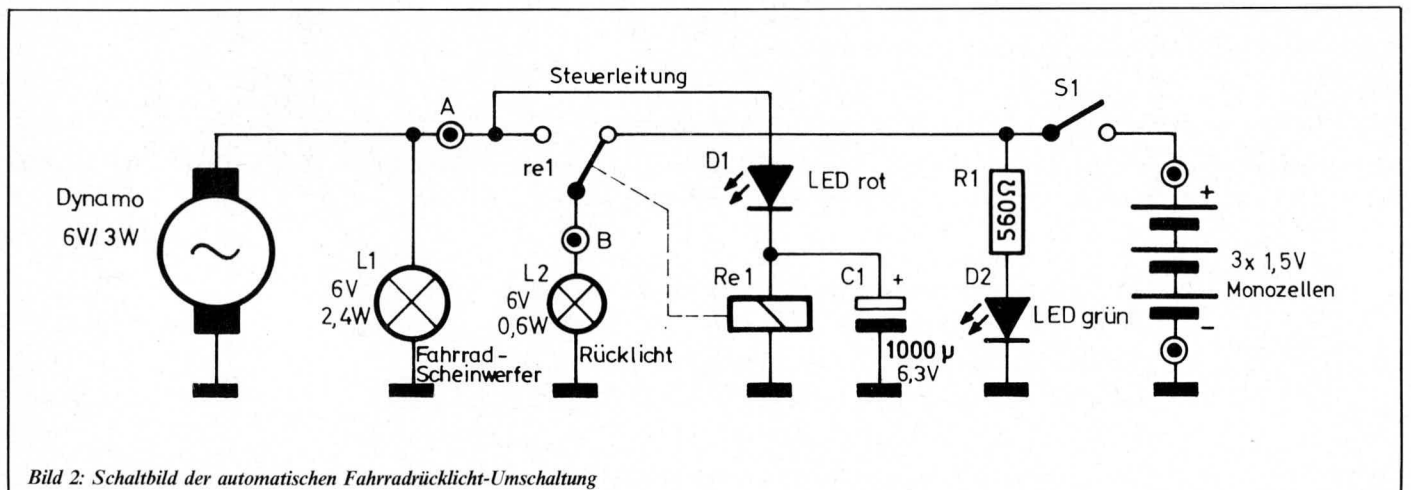 Steuerleitung
A
re1
S1
Dynamo
6V/ 3W
L1
6V
2,4W
Fahrrad-
Scheinwerfer
B
L2
6V
0,6W
Rücklicht
D1
LED rot
Re1
C1
+
1000 µ
6,3V
R1
560Ω
D2
LED grün
+
3x 1,5V
Monozellen
−
Bild 2: Schaltbild der automatischen Fahrradrücklicht-Umschaltung